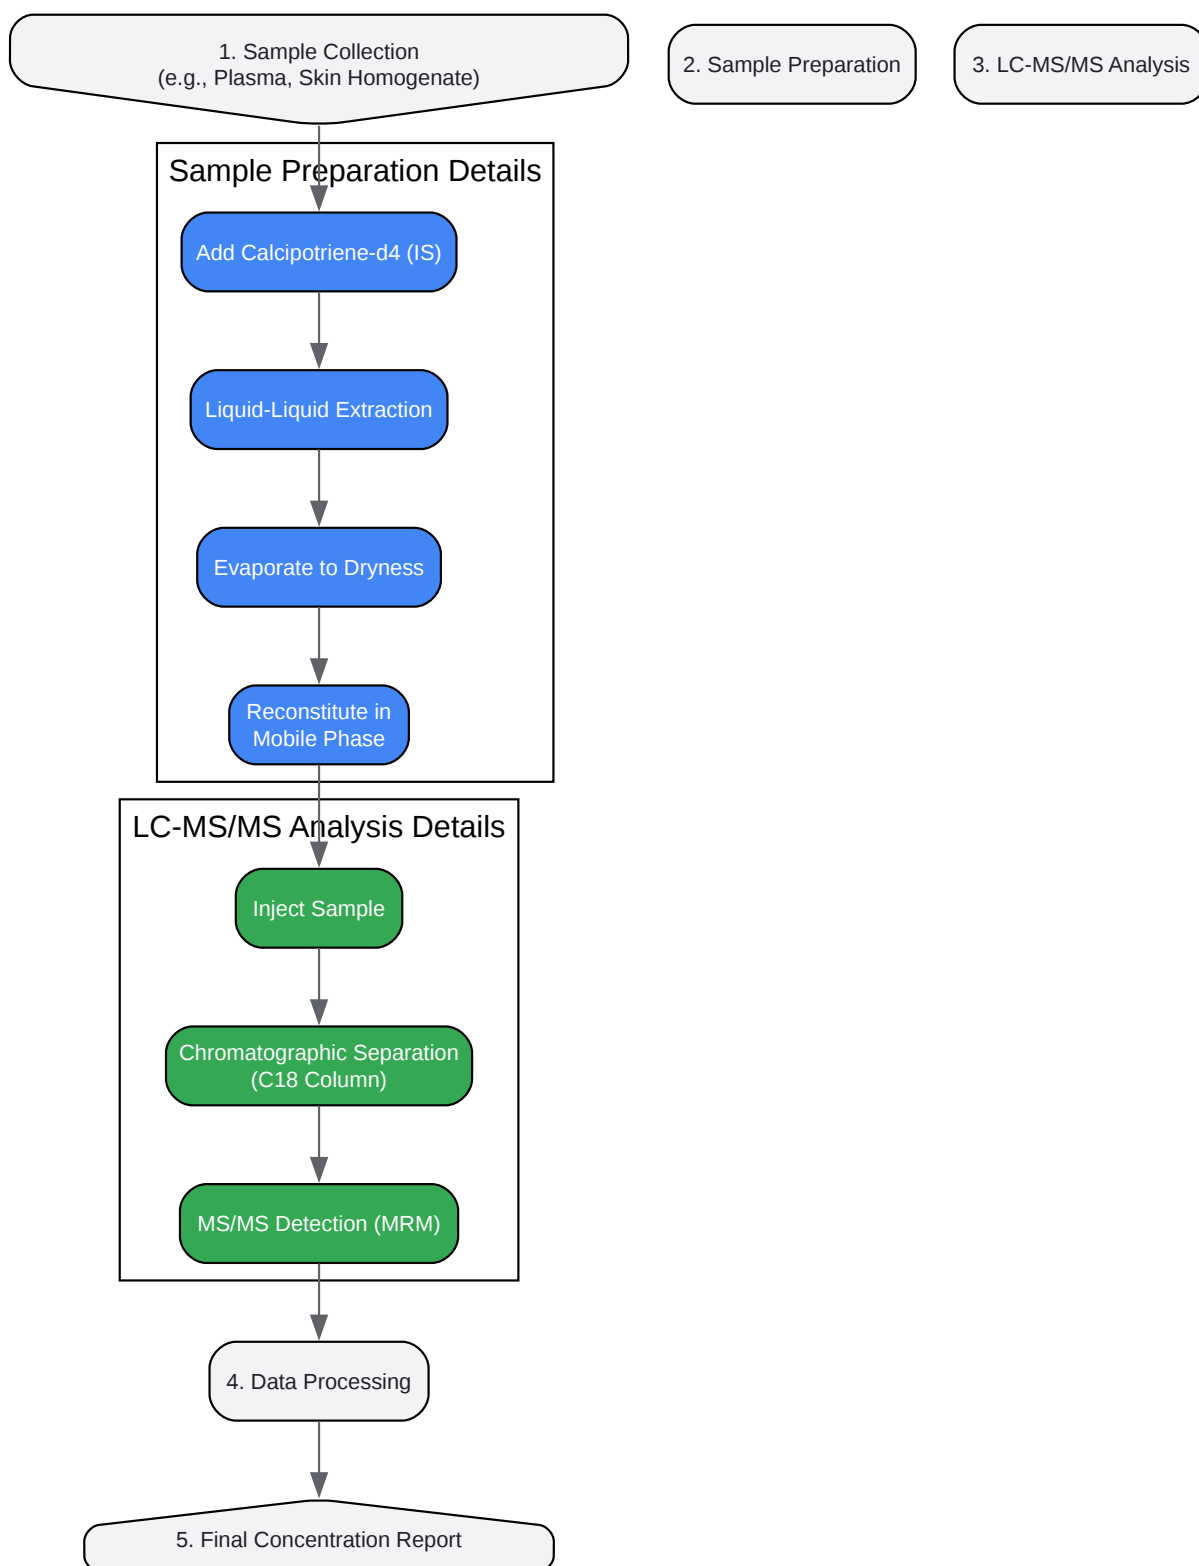 1. Sample Collection
(e.g., Plasma, Skin Homogenate)
2. Sample Preparation
3. LC-MS/MS Analysis
Sample Preparation Details
Add Calcipotriene-d4 (IS)
Liquid-Liquid Extraction
Evaporate to Dryness
Reconstitute in
Mobile Phase
LC-MS/MS Analysis Details
Inject Sample
Chromatographic Separation
(C18 Column)
MS/MS Detection (MRM)
4. Data Processing
5. Final Concentration Report